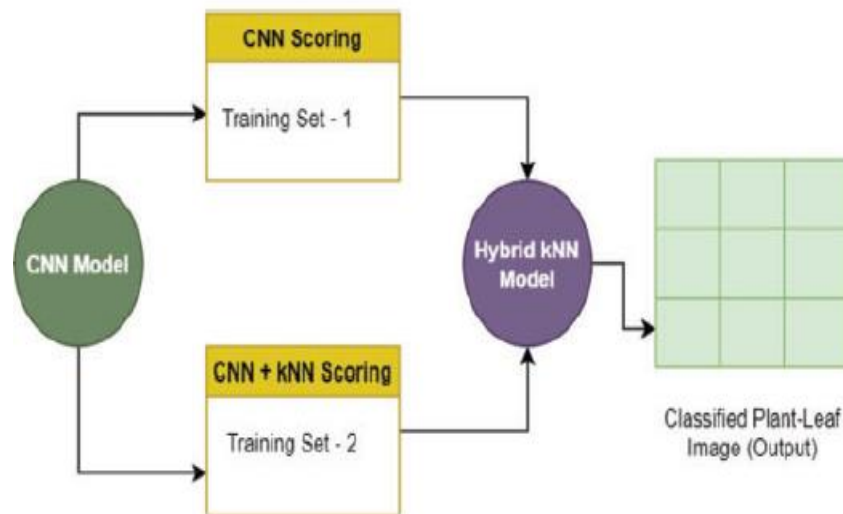 CNN Scoring
Training Set - 1
CNN Model
Hybrid kNN
Model
CNN + kNN Scoring
Training Set - 2
Classified Plant-Leaf
Image (Output)